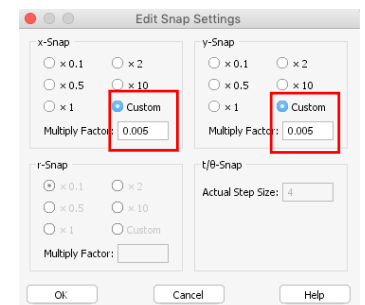 Edit Snap Settings
x-Snap
× 0.1 × 2
× 0.5 × 10
× 1 Custom
Multiply Factor: 0.005
y-Snap
× 0.1 × 2
× 0.5 × 10
× 1 Custom
Multiply Factor: 0.005
r-Snap
× 0.1 × 2
× 0.5 × 10
× 1 Custom
Multiply Factor:
t/θ-Snap
Actual Step Size: 4
OK Cancel Help